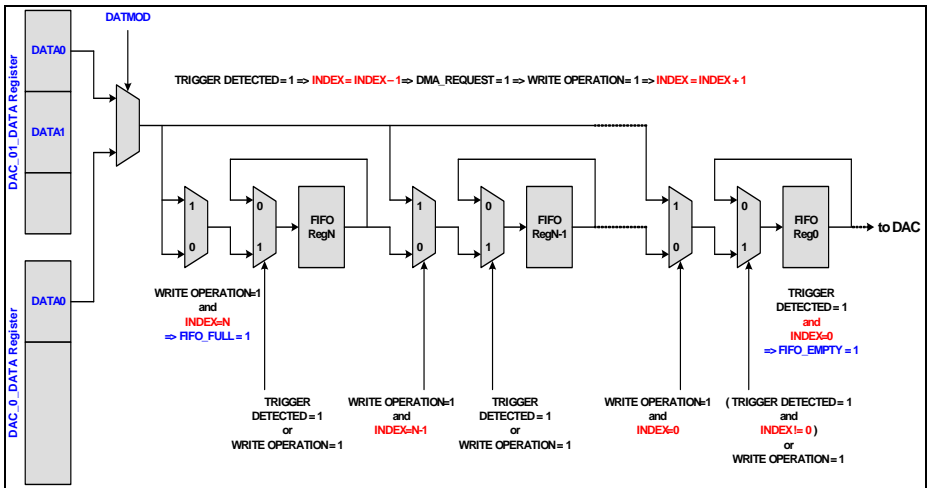 DATMOD
DAC_01_DATA Register
DATA0
DATA1
TRIGGER DETECTED = 1 => INDEX = INDEX – 1 => DMA_REQUEST = 1 => WRITE OPERATION = 1 => INDEX = INDEX + 1
1
0
0
1
FIFO
RegN
1
0
0
1
FIFO
RegN-1
1
0
0
1
FIFO
Reg0
to DAC
DAC_0_DATA Register
DATA0
WRITE OPERATION=1
and
INDEX=N
=> FIFO_FULL = 1
TRIGGER
DETECTED = 1
and
INDEX=0
=> FIFO_EMPTY = 1
TRIGGER
DETECTED = 1
or
WRITE OPERATION = 1
WRITE OPERATION=1
and
INDEX=N-1
TRIGGER
DETECTED = 1
or
WRITE OPERATION = 1
WRITE OPERATION=1
and
INDEX=0
( TRIGGER DETECTED = 1
and
INDEX != 0 )
or
WRITE OPERATION = 1